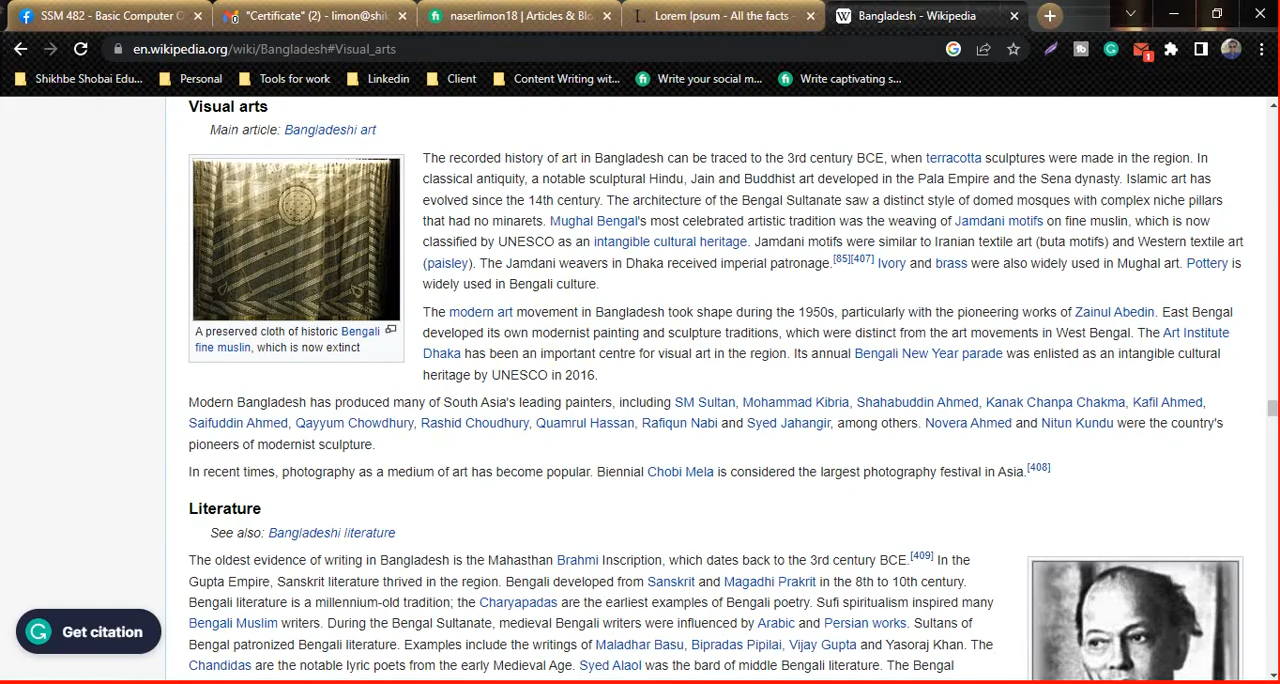 SSM 482 - Basic Computer C
"Certificate" (2) - limon@shi
naserlimon18 | Articles & Blo
Lorem Ipsum - All the facts -
Bangladesh - Wikipedia
en.wikipedia.org/wiki/Bangladesh#Visual_arts
1
Shikhbe Shobai Edu...
Personal
Tools for work
Linkedin
Client
Content Writing wit...
Write your social m...
Write captivating s...
Visual arts
Main article: Bangladeshi art
A preserved cloth of historic Bengali
fine muslin, which is now extinct
The recorded history of art in Bangladesh can be traced to the 3rd century BCE, when terracotta sculptures were made in the region. In
classical antiquity, a notable sculptural Hindu, Jain and Buddhist art developed in the Pala Empire and the Sena dynasty. Islamic art has
evolved since the 14th century. The architecture of the Bengal Sultanate saw a distinct style of domed mosques with complex niche pillars
that had no minarets. Mughal Bengal's most celebrated artistic tradition was the weaving of Jamdani motifs on fine muslin, which is now
classified by UNESCO as an intangible cultural heritage. Jamdani motifs were similar to Iranian textile art (buta motifs) and Western textile art
(paisley). The Jamdani weavers in Dhaka received imperial patronage.[85][407] Ivory and brass were also widely used in Mughal art. Pottery is
widely used in Bengali culture.
The modern art movement in Bangladesh took shape during the 1950s, particularly with the pioneering works of Zainul Abedin. East Bengal
developed its own modernist painting and sculpture traditions, which were distinct from the art movements in West Bengal. The Art Institute
Dhaka has been an important centre for visual art in the region. Its annual Bengali New Year parade was enlisted as an intangible cultural
heritage by UNESCO in 2016.
Modern Bangladesh has produced many of South Asia's leading painters, including SM Sultan, Mohammad Kibria, Shahabuddin Ahmed, Kanak Chanpa Chakma, Kafil Ahmed,
Saifuddin Ahmed, Qayyum Chowdhury, Rashid Choudhury, Quamrul Hassan, Rafiqun Nabi and Syed Jahangir, among others. Novera Ahmed and Nitun Kundu were the country's
pioneers of modernist sculpture.
In recent times, photography as a medium of art has become popular. Biennial Chobi Mela is considered the largest photography festival in Asia.[408]
Literature
See also: Bangladeshi literature
The oldest evidence of writing in Bangladesh is the Mahasthan Brahmi Inscription, which dates back to the 3rd century BCE.[409] In the
Gupta Empire, Sanskrit literature thrived in the region. Bengali developed from Sanskrit and Magadhi Prakrit in the 8th to 10th century.
Bengali literature is a millennium-old tradition; the Charyapadas are the earliest examples of Bengali poetry. Sufi spiritualism inspired many
Bengali Muslim writers. During the Bengal Sultanate, medieval Bengali writers were influenced by Arabic and Persian works. Sultans of
Bengal patronized Bengali literature. Examples include the writings of Maladhar Basu, Bipradas Pipilai, Vijay Gupta and Yasoraj Khan. The
Chandidas are the notable lyric poets from the early Medieval Age. Syed Alaol was the bard of middle Bengali literature. The Bengal
Get citation